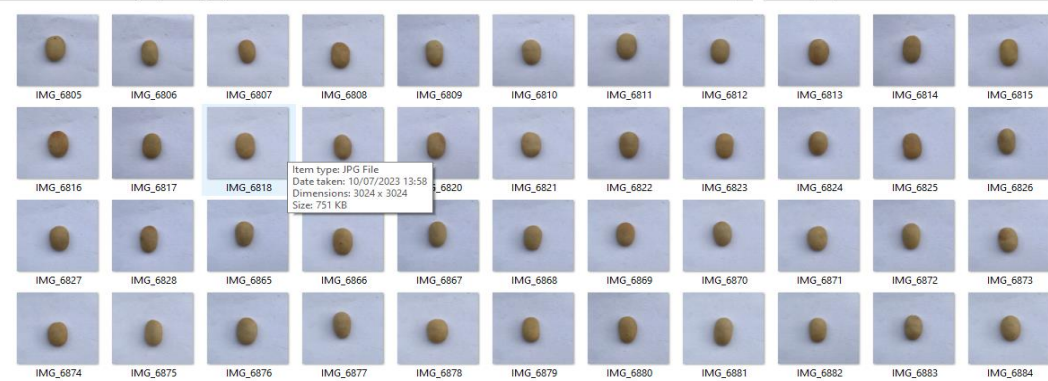 IMG_6805 IMG_6806 IMG_6807 IMG_6808 IMG_6809 IMG_6810 IMG_6811 IMG_6812 IMG_6813 IMG_6814 IMG_6815
IMG_6816 IMG_6817 IMG_6818 _6820 IMG_6821 IMG_6822 IMG_6823 IMG_6824 IMG_6825 IMG_6826
Item type: JPG File
Date taken: 10/07/2023 13:58
Dimensions: 3024 x 3024
Size: 751 KB
IMG_6827 IMG_6828 IMG_6865 IMG_6866 IMG_6867 IMG_6868 IMG_6869 IMG_6870 IMG_6871 IMG_6872 IMG_6873
IMG_6874 IMG_6875 IMG_6876 IMG_6877 IMG_6878 IMG_6879 IMG_6880 IMG_6881 IMG_6882 IMG_6883 IMG_6884